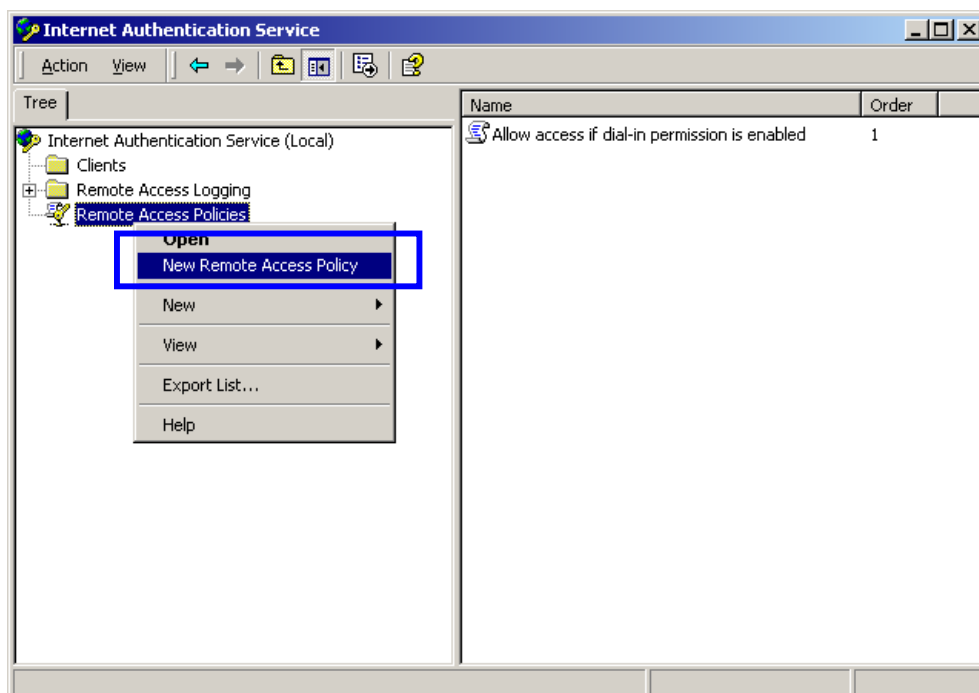 Internet Authentication Service
Action View
Tree
Name Order
Internet Authentication Service (Local)
Clients
Remote Access Logging
Remote Access Policies
Allow access if dial-in permission is enabled 1
Open
New Remote Access Policy
New
View
Export List...
Help